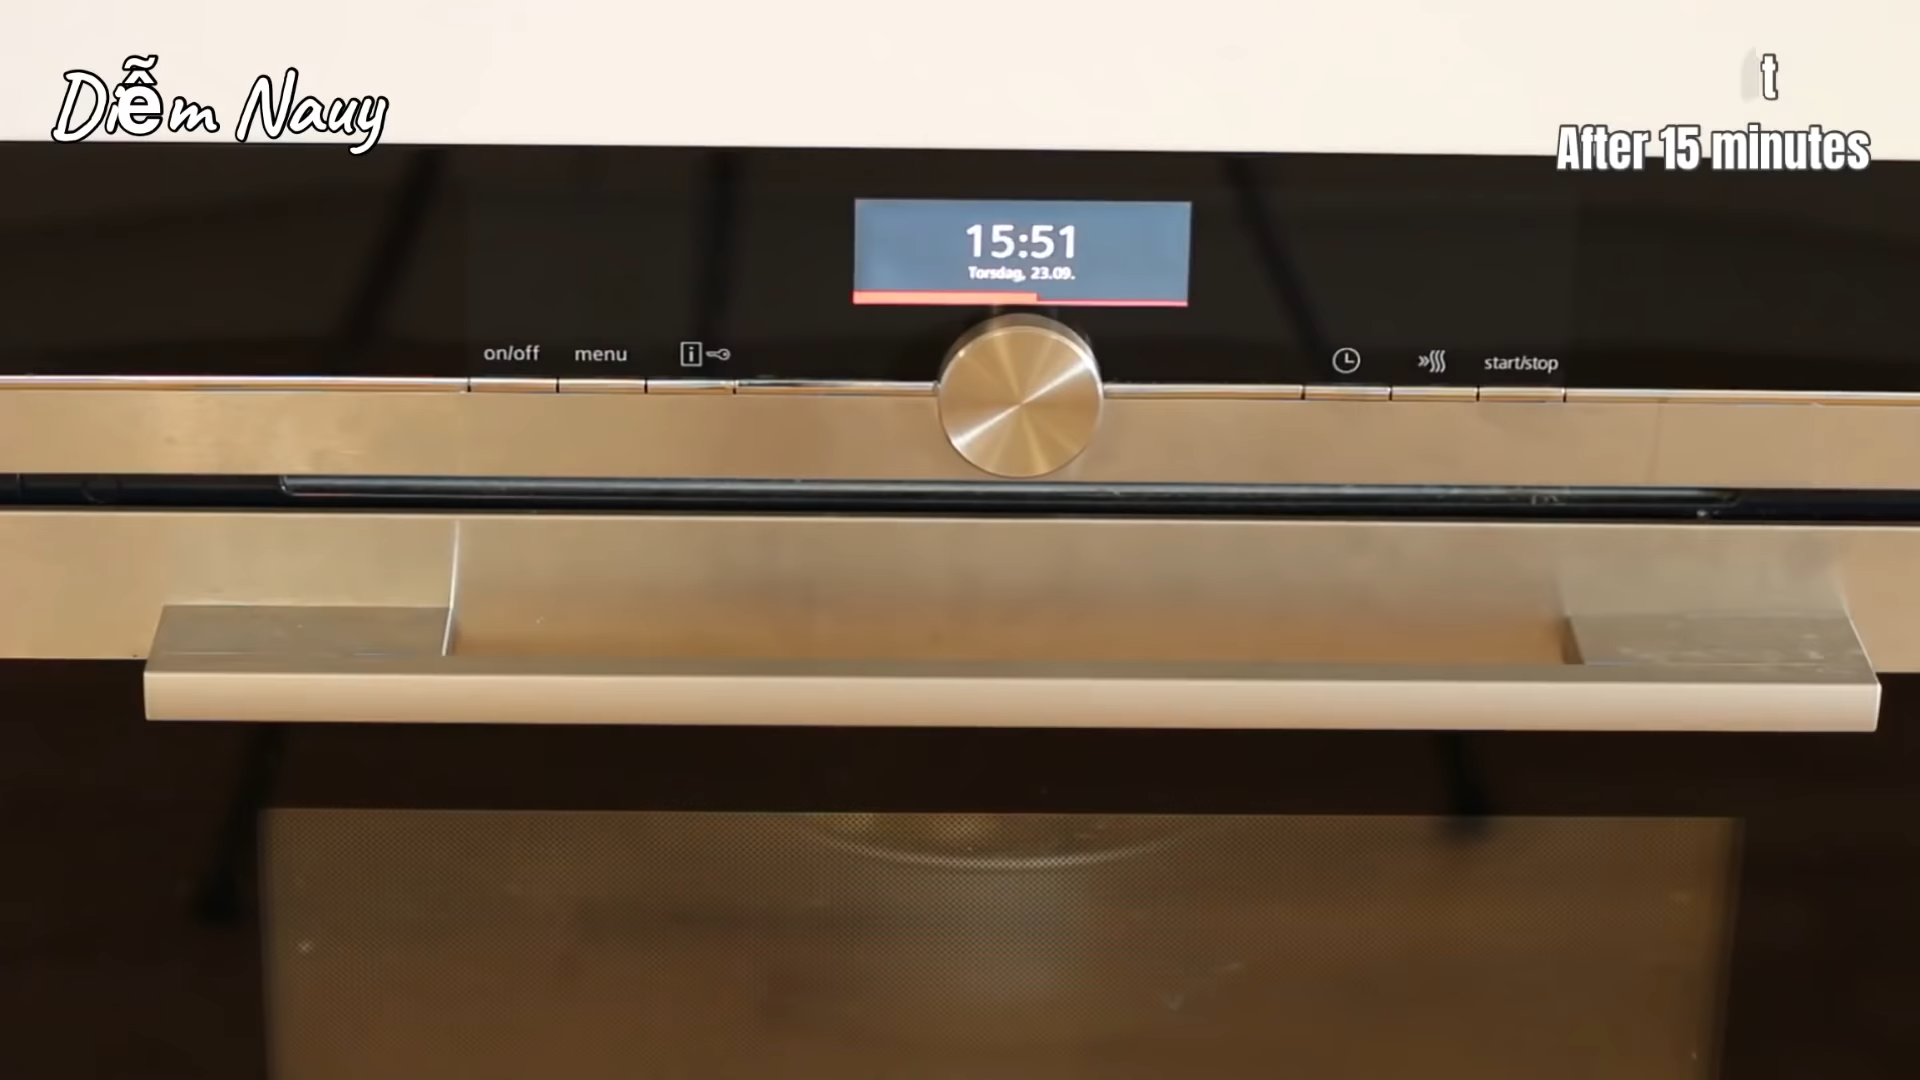 Diễm Nauy
t
After 15 minutes
15:51
Torsdag, 23.09.
on/off
menu
i
start/stop